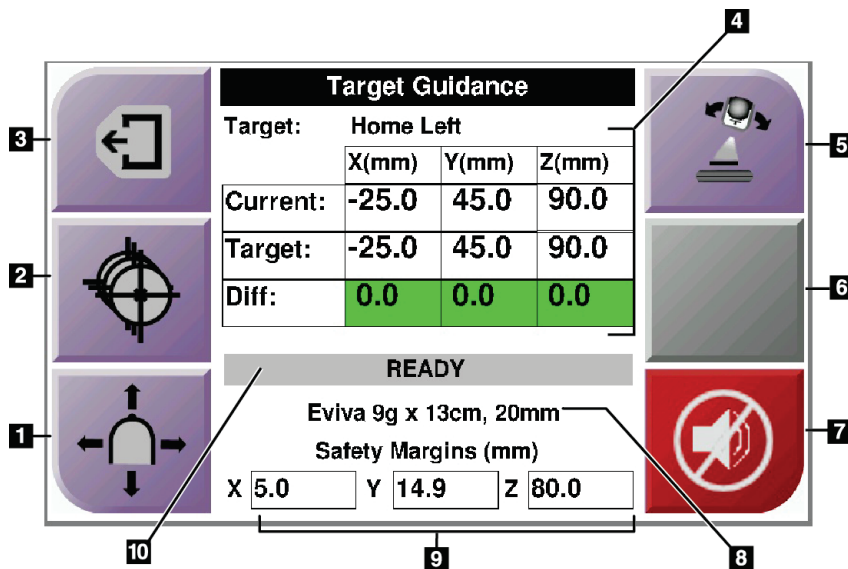 4
Target Guidance
3
Target: Home Left
5
X(mm) Y(mm) Z(mm)
Current: -25.0 45.0 90.0
Target: -25.0 45.0 90.0
2
6
Diff: 0.0 0.0 0.0
READY
Eviva 9g x 13cm, 20mm
1
7
Safety Margins (mm)
X 5.0 Y 14.9 Z 80.0
10
9
8